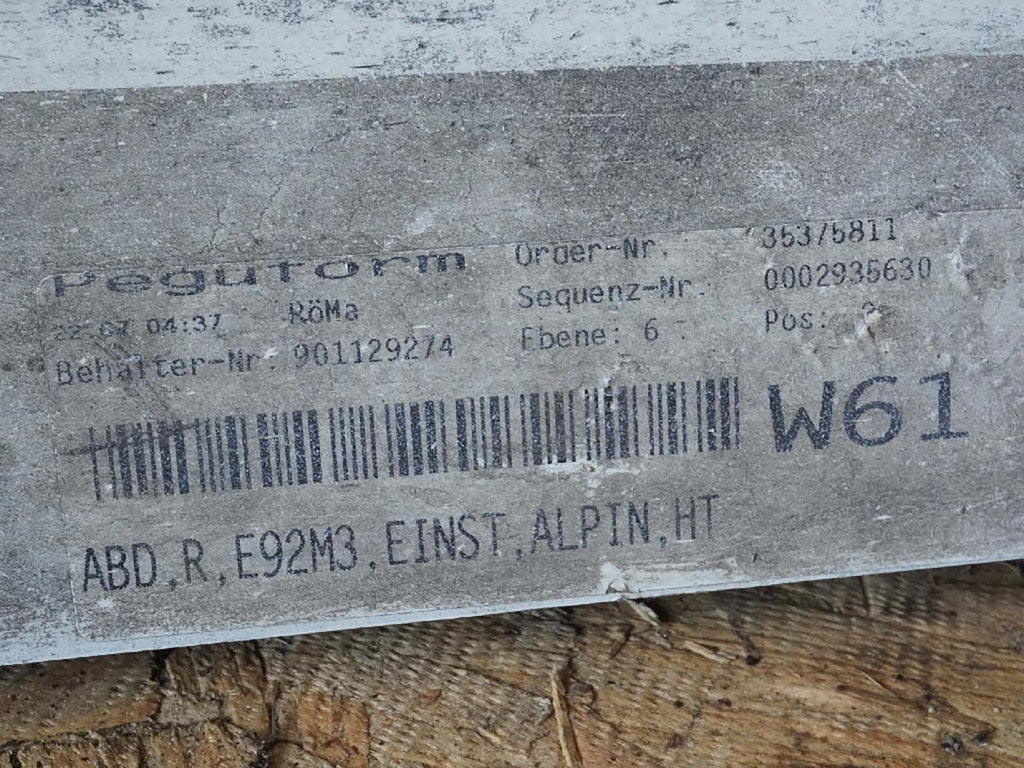 Peguform
22.07 04:37 RöMa
Behälter-Nr. 901129274
Order-Nr. 35375811
Sequenz-Nr. 0002935630
Ebene: 6 Pos:
W61
ABD,R,E92M3,EINST,ALPIN,HT